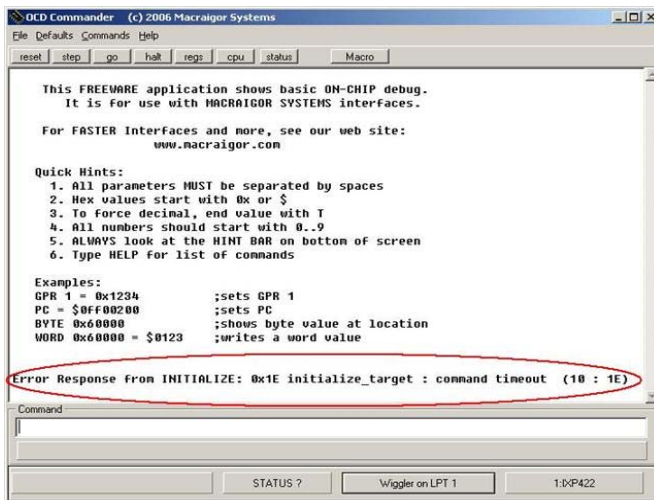 OCD Commander (c) 2006 Macraigor Systems
File Defaults Commands Help
reset step go halt regs cpu status Macro
This FREEWARE application shows basic ON-CHIP debug.
It is for use with MACRAIGOR SYSTEMS interfaces.
For FASTER Interfaces and more, see our web site:
www.macraigor.com
Quick Hints:
1. All parameters MUST be separated by spaces
2. Hex values start with 0x or $
3. To force decimal, end value with T
4. All numbers should start with 0..9
5. ALWAYS look at the HINT BAR on bottom of screen
6. Type HELP for list of commands
Examples:
GPR 1 = 0x1234 ;sets GPR 1
PC = $0ff00200 ;sets PC
BYTE 0x60000 ;shows byte value at location
WORD 0x60000 = $0123 ;writes a word value
Error Response from INITIALIZE: 0x1E initialize_target : command timeout (10 : 1E)
Command
STATUS ? Wiggler on LPT 1 1:IXP422